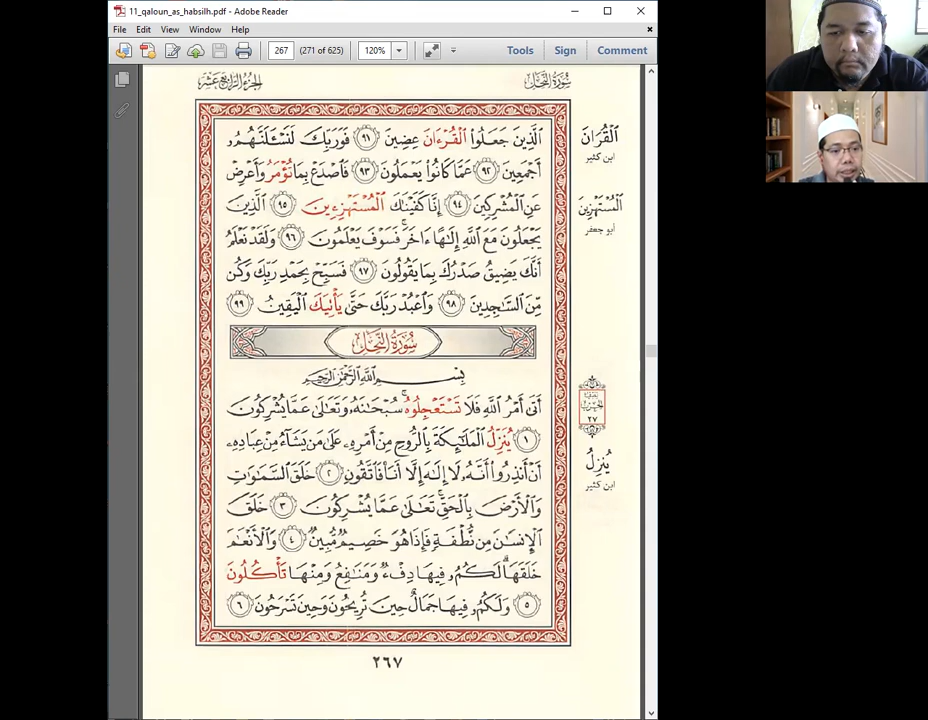 11_qaloun_as_habsilh.pdf - Adobe Reader
File Edit View Window Help
267 (271 of 625) 120% Tools Sign Comment
الجزء الرابع عشر سورة النحل
الَّذِينَ جَعَلُوا۟ الْقُرْءَانَ عِضِينَ ٩١ فَوَرَبِّكَ لَنَسْـَٔلَنَّهُمُۥٓ
أَجْمَعِينَ ٩٢ عَمَّا كَانُوا۟ يَعْمَلُونَ ٩٣ فَاصْدَعْ بِمَا تُؤْمَرُ وَأَعْرِضْ
عَنِ الْمُشْرِكِينَ ٩٤ إِنَّا كَفَيْنَٰكَ الْمُسْتَهْزِءِينَ ٩٥ الَّذِينَ
يَجْعَلُونَ مَعَ اللَّهِ إِلَٰهًا ءَاخَرَ فَسَوْفَ يَعْلَمُونَ ٩٦ وَلَقَدْ نَعْلَمُ
أَنَّكَ يَضِيقُ صَدْرُكَ بِمَا يَقُولُونَ ٩٧ فَسَبِّحْ بِحَمْدِ رَبِّكَ وَكُن
مِّنَ السَّٰجِدِينَ ٩٨ وَاعْبُدْ رَبَّكَ حَتَّىٰ يَأْتِيَكَ الْيَقِينُ ٩٩
سُورَةُ النَّحْلِ
بِسْمِ اللَّهِ الرَّحْمَٰنِ الرَّحِيمِ
أَتَىٰٓ أَمْرُ اللَّهِ فَلَا تَسْتَعْجِلُوهُ سُبْحَٰنَهُۥ وَتَعَٰلَىٰ عَمَّا يُشْرِكُونَ
١ يُنَزِّلُ الْمَلَٰٓئِكَةَ بِالرُّوحِ مِنْ أَمْرِهِۦ عَلَىٰ مَن يَشَآءُ مِنْ عِبَادِهِۦٓ
أَنْ أَنذِرُوٓا۟ أَنَّهُۥ لَآ إِلَٰهَ إِلَّآ أَنَا۠ فَاتَّقُونِ ٢ خَلَقَ السَّمَٰوَٰتِ
وَالْأَرْضَ بِالْحَقِّ تَعَٰلَىٰ عَمَّا يُشْرِكُونَ ٣ خَلَقَ
الْإِنسَٰنَ مِن نُّطْفَةٍ فَإِذَا هُوَ خَصِيمٌ مُّبِينٌ ٤ وَالْأَنْعَٰمَ
خَلَقَهَا لَكُمُۥ فِيهَا دِفْءٌ وَمَنَٰفِعُ وَمِنْهَا تَأْكُلُونَ
٥ وَلَكُمُۥ فِيهَا جَمَالٌ حِينَ تُرِيحُونَ وَحِينَ تَسْرَحُونَ ٦
٢٦٧
الْقُرَانَ
ابن كثير
الْمُسْتَهْزِينَ
أبو جعفر
الحزب
٢٧
يُنْزِلُ
ابن كثير